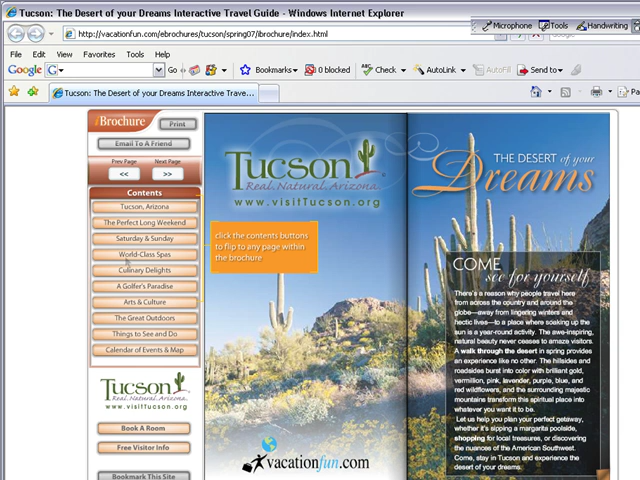 Tucson: The Desert of your Dreams Interactive Travel Guide - Windows Internet Explorer
Microphone Tools Handwriting
http://vacationfun.com/ebrochures/tucson/spring07/ibrochure/index.html
Google
File Edit View Favorites Tools Help
Google G Go Bookmarks 0 blocked Check AutoLink AutoFill Send to
Tucson: The Desert of your Dreams Interactive Trave...
Pa
iBrochure
Print
Email To A Friend
Prev Page Next Page
<< >>
Contents
Tucson, Arizona
The Perfect Long Weekend
Saturday & Sunday
World-Class Spas
Culinary Delights
A Golfer's Paradise
Arts & Culture
The Great Outdoors
Things to See and Do
Calendar of Events & Map
Tucson
Real. Natural. Arizona.
www.visitTucson.org
Book A Room
Free Visitor Info
Bookmark This Site
click the contents buttons
to flip to any page within
the brochure
Tucson
Real. Natural. Arizona.
www.visitTucson.org
vacationfun.com
THE DESERT of your
Dreams
COME
see for yourself
There's a reason why people travel here
from across the country and around the
globe—away from lingering winters and
hectic lives—to a place where soaking up the
sun is a year-round activity. The awe-inspiring,
natural beauty never ceases to amaze visitors.
A walk through the desert in spring provides
an experience like no other. The hillsides and
roadsides burst into color with brilliant gold,
vermillion, pink, lavender, purple, blue, and
red wildflowers, and the surrounding majestic
mountains transform this spiritual place into
whatever you want it to be.
Let us help you plan your perfect getaway,
whether it's sipping a margarita poolside,
shopping for local treasures, or discovering
the nuances of the American Southwest.
Come, stay in Tucson and experience the
desert of your dreams.